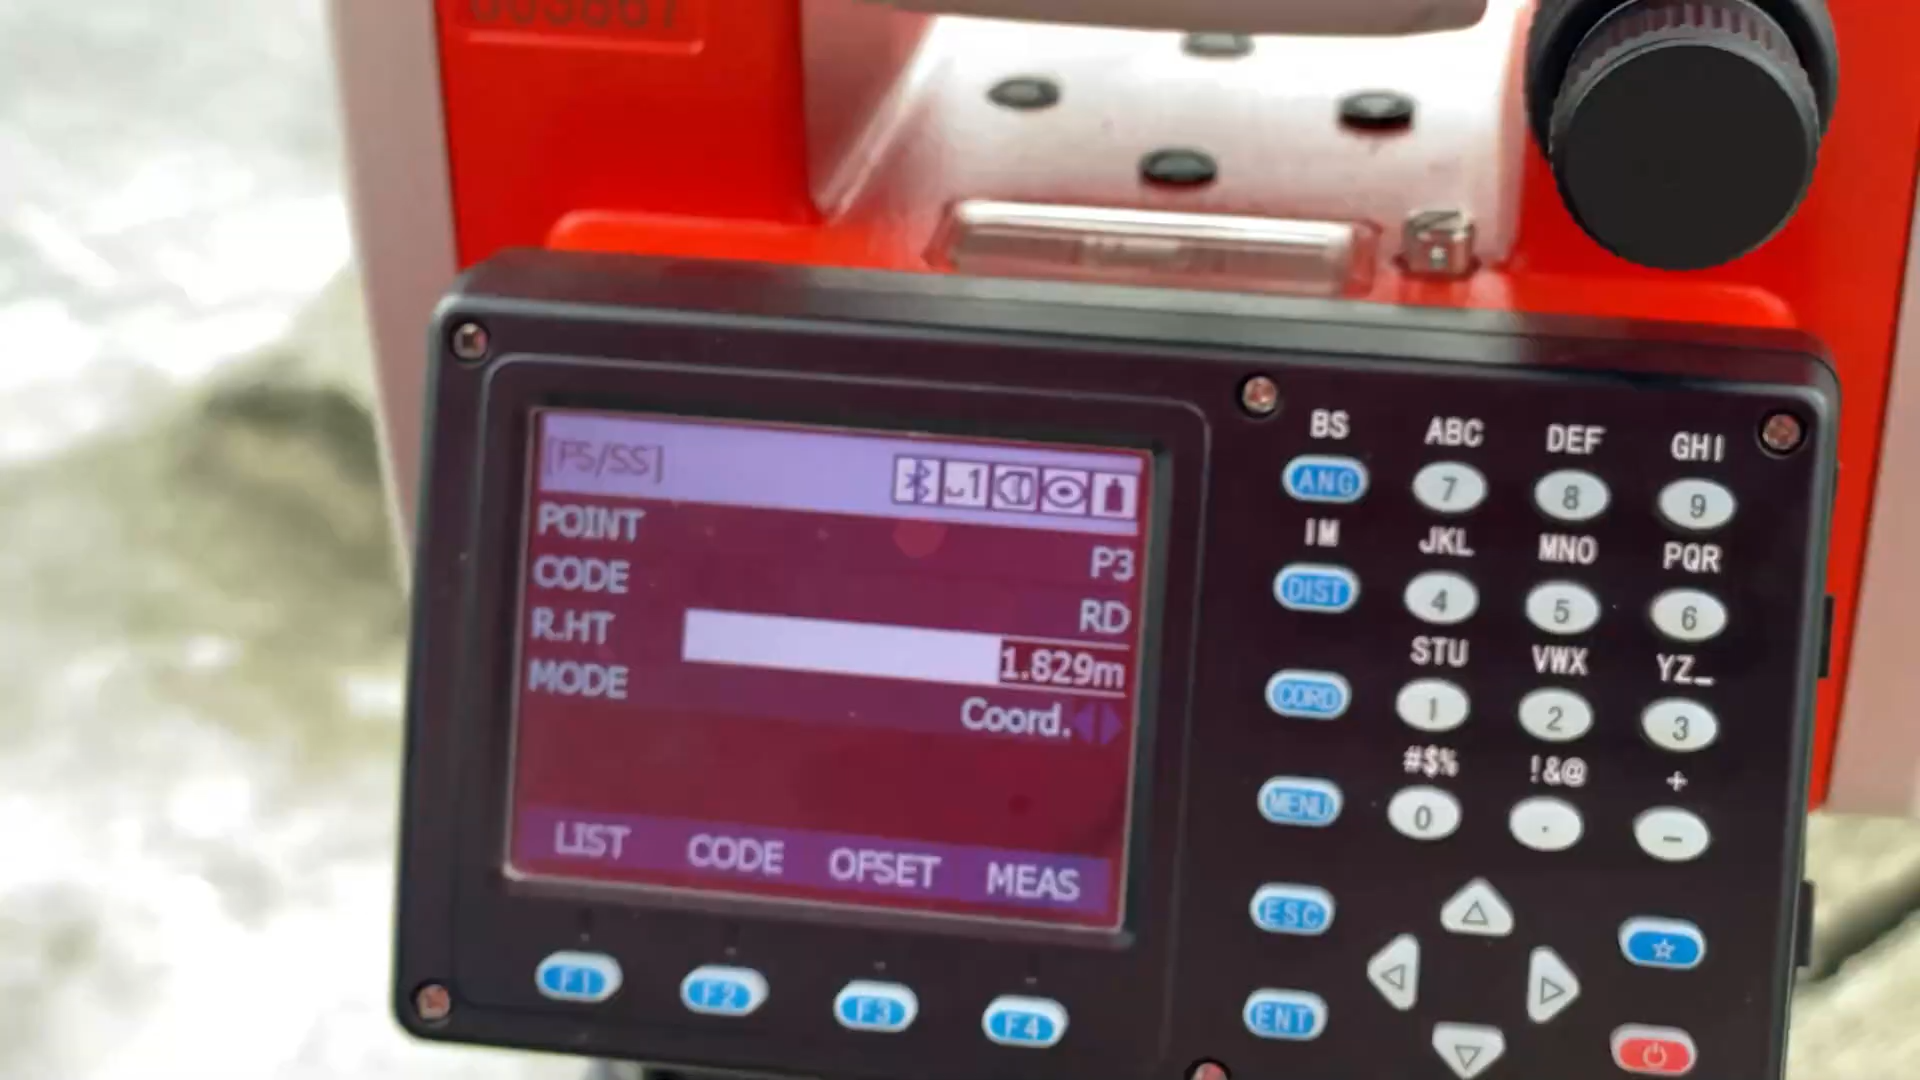 003867
[FS/SS]
1
POINT P3
CODE RD
R.HT 1.829m
MODE Coord.
LIST CODE OFSET MEAS
F1 F2 F3 F4
BS ABC DEF GHI
ANG 7 8 9
IM JKL MNO PQR
DIST 4 5 6
STU VWX YZ_
CORD 1 2 3
#$% !&@ +
MENU 0 . -
ESC
ENT